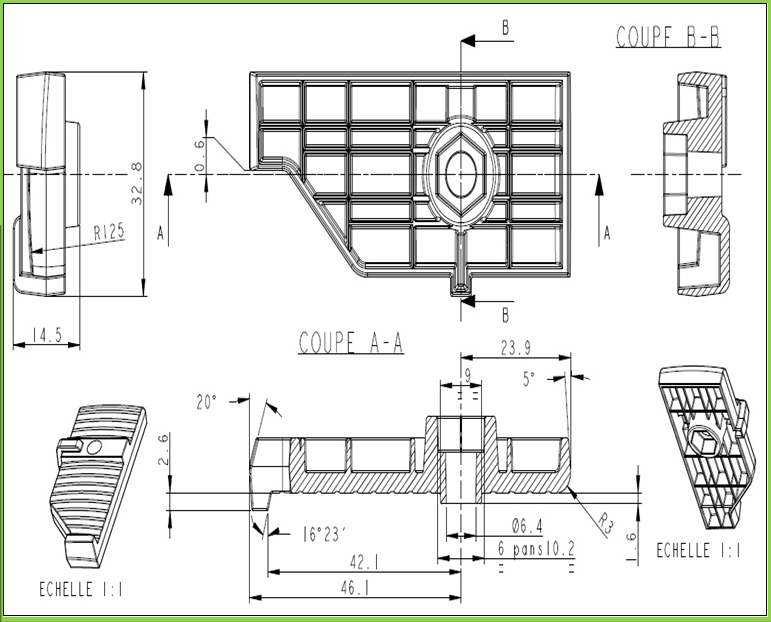 B
COUPE B-B
0.6
32.8
A
A
R125
B
14.5
COUPE A-A
23.9
9
5°
20°
2.6
R3
1.6
16°23'
Ø6.4
6 pans10.2
42.1
46.1
ECHELLE 1:1
ECHELLE 1:1